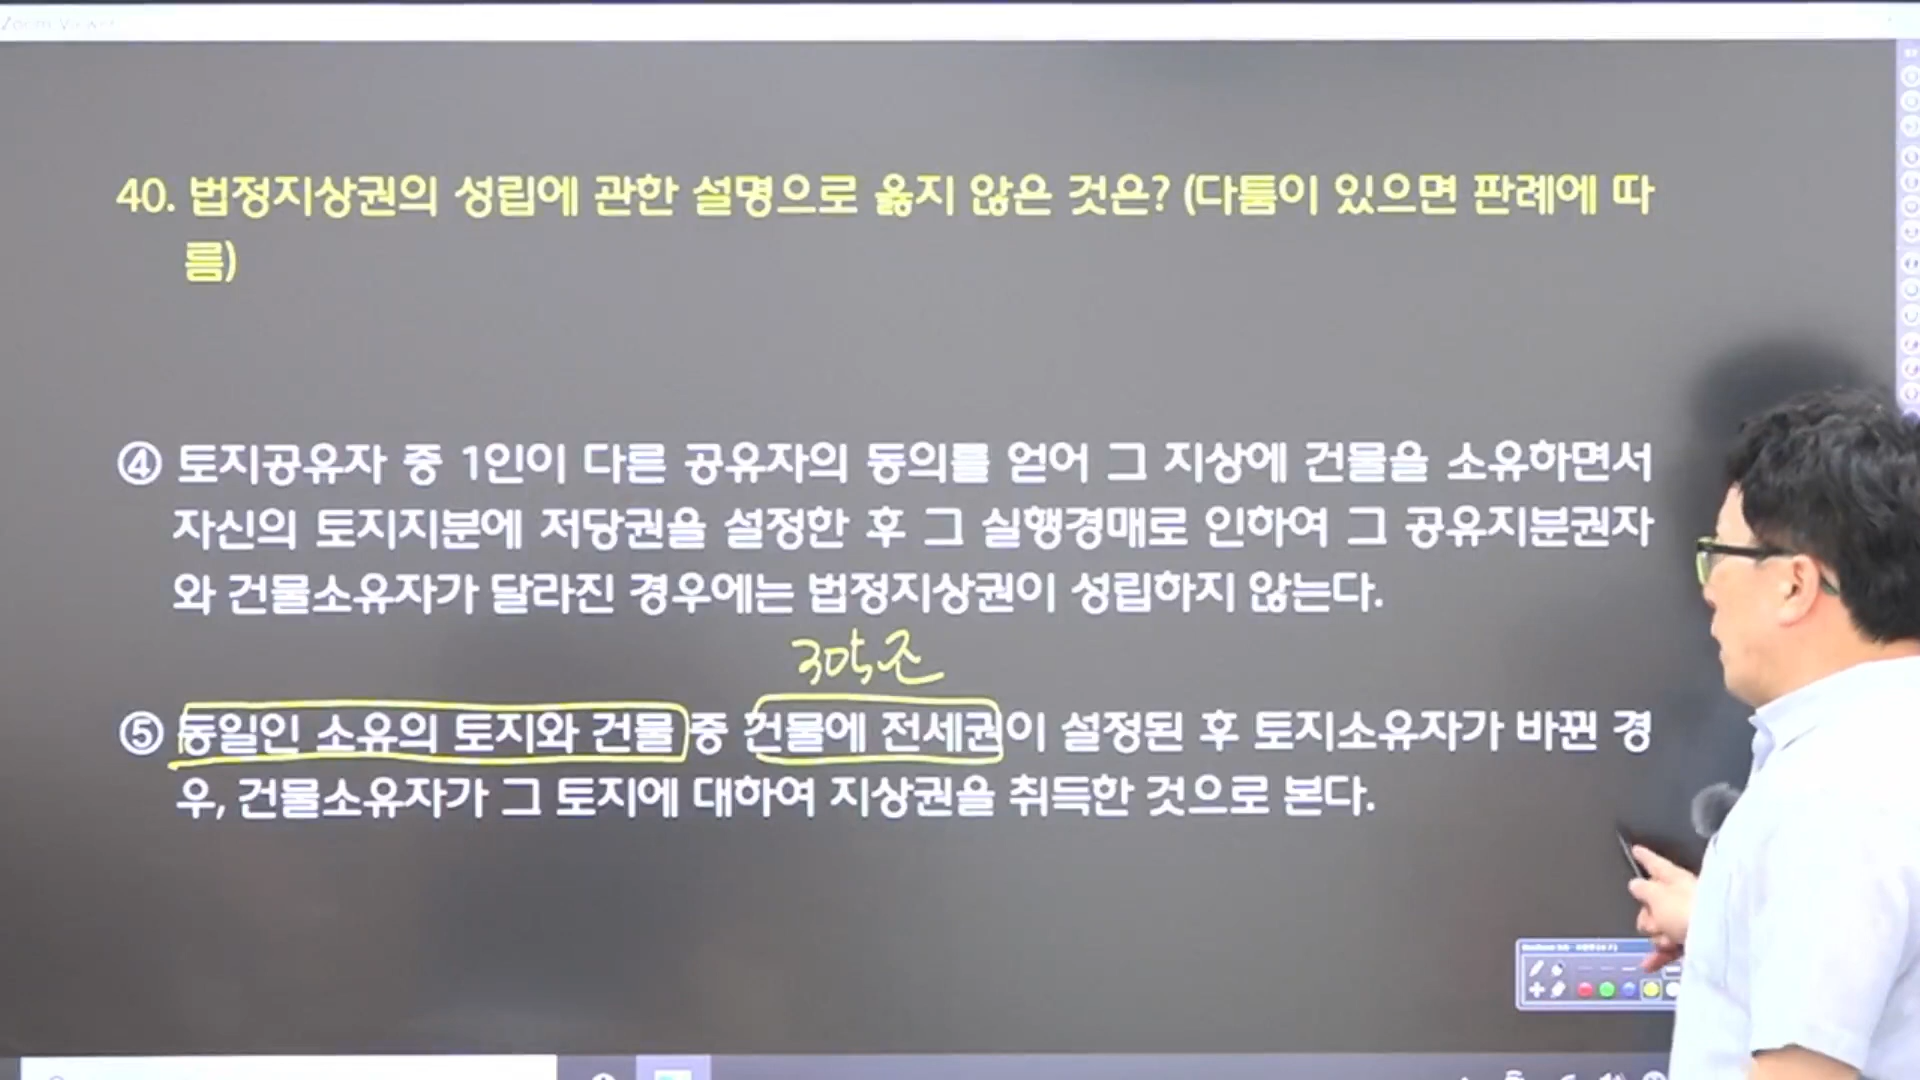 Zoom Viewer
40. 법정지상권의 성립에 관한 설명으로 옳지 않은 것은? (다툼이 있으면 판례에 따
름)
④ 토지공유자 중 1인이 다른 공유자의 동의를 얻어 그 지상에 건물을 소유하면서
자신의 토지지분에 저당권을 설정한 후 그 실행경매로 인하여 그 공유지분권자
와 건물소유자가 달라진 경우에는 법정지상권이 성립하지 않는다.
⑤ 동일인 소유의 토지와 건물 중 건물에 전세권이 설정된 후 토지소유자가 바뀐 경
우, 건물소유자가 그 토지에 대하여 지상권을 취득한 것으로 본다.